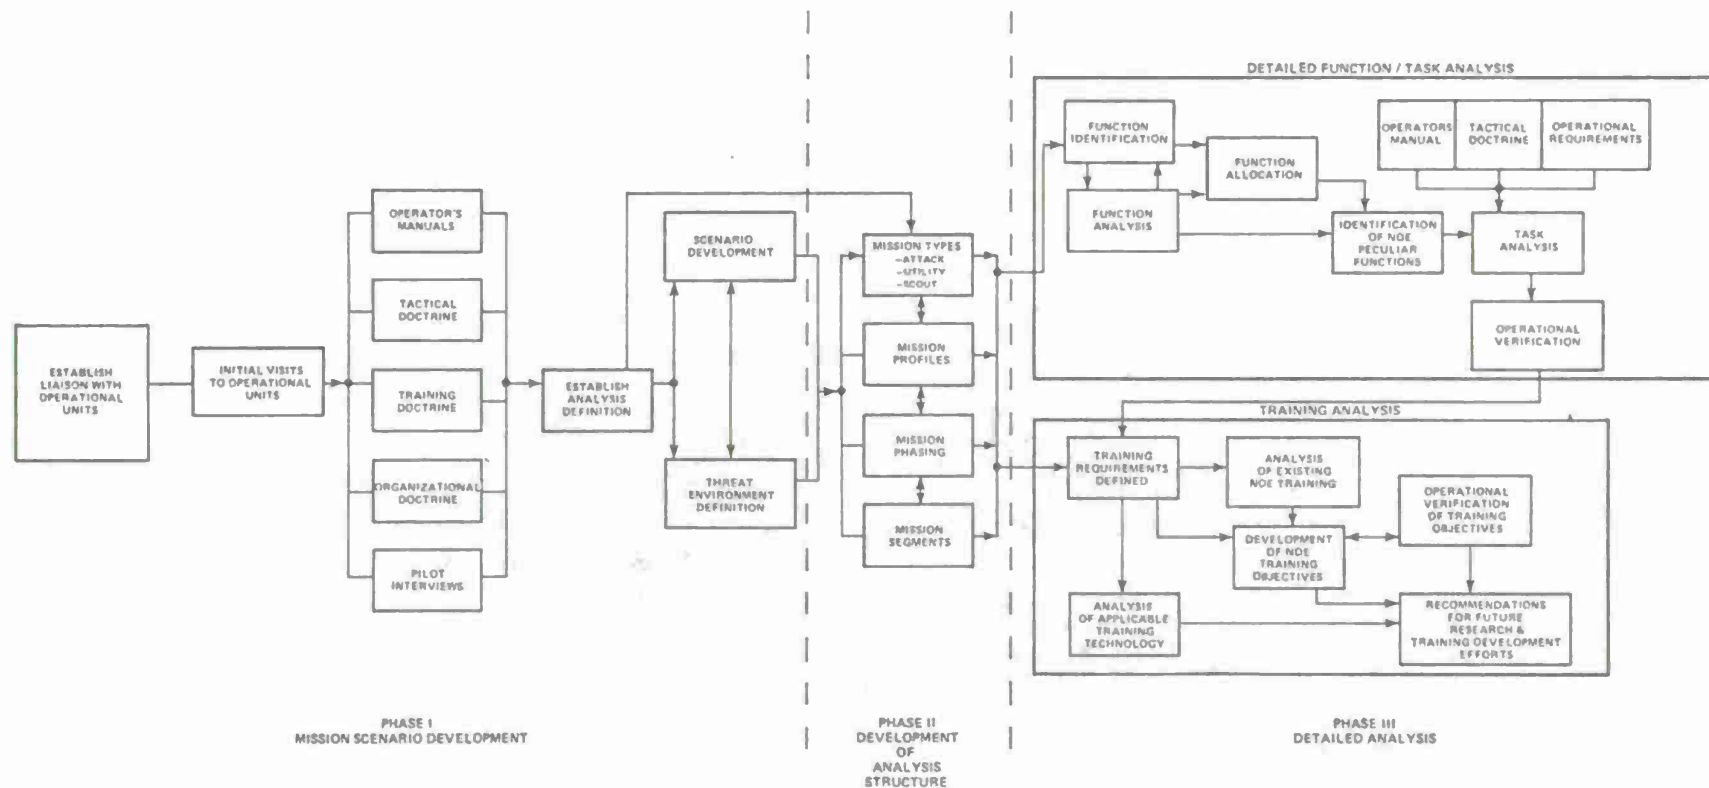 ESTABLISH
LIAISON WITH
OPERATIONAL
UNITS
INITIAL VISITS
TO OPERATIONAL
UNITS
OPERATOR'S
MANUALS
TACTICAL
DOCTRINE
TRAINING
DOCTRINE
ORGANIZATIONAL
DOCTRINE
PILOT
INTERVIEWS
ESTABLISH
ANALYSIS
DEFINITION
SCENARIO
DEVELOPMENT
THREAT
ENVIRONMENT
DEFINITION
PHASE I
MISSION SCENARIO DEVELOPMENT
MISSION TYPES
-ATTACK
-UTILITY
-SCOUT
MISSION
PROFILES
MISSION
PHASING
MISSION
SEGMENTS
PHASE II
DEVELOPMENT
OF
ANALYSIS
STRUCTURE
DETAILED FUNCTION / TASK ANALYSIS
FUNCTION
IDENTIFICATION
FUNCTION
ANALYSIS
FUNCTION
ALLOCATION
IDENTIFICATION
OF NOE
PECULIAR
FUNCTIONS
OPERATORS
MANUAL
TACTICAL
DOCTRINE
OPERATIONAL
REQUIREMENTS
TASK
ANALYSIS
OPERATIONAL
VERIFICATION
TRAINING ANALYSIS
TRAINING
REQUIREMENTS
DEFINED
ANALYSIS
OF EXISTING
NOE TRAINING
OPERATIONAL
VERIFICATION
OF TRAINING
OBJECTIVES
DEVELOPMENT
OF NOE
TRAINING
OBJECTIVES
ANALYSIS
OF APPLICABLE
TRAINING
TECHNOLOGY
RECOMMENDATIONS
FOR FUTURE
RESEARCH &
TRAINING DEVELOPMENT
EFFORTS
PHASE III
DETAILED ANALYSIS